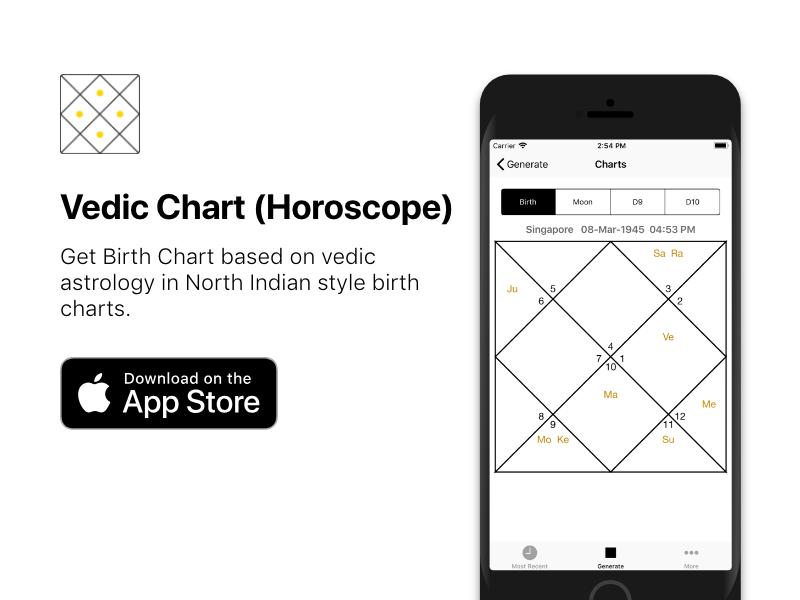 Vedic Chart (Horoscope)
Get Birth Chart based on vedic
astrology in North Indian style birth
charts.
Download on the
App Store
Carrier 2:54 PM
Generate Charts
Birth Moon D9 D10
Singapore 08-Mar-1945 04:53 PM
Sa Ra
Ju 5 3
6 2
Ve
4
7 1
10
Ma
Me
8 12
9 11
Mo Ke Su
Most Recent Generate More